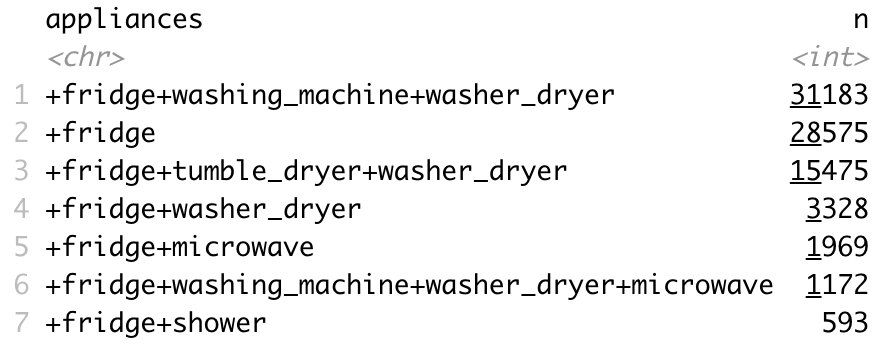 appliances n
<chr> <int>
1 +fridge+washing_machine+washer_dryer 31183
2 +fridge 28575
3 +fridge+tumble_dryer+washer_dryer 15475
4 +fridge+washer_dryer 3328
5 +fridge+microwave 1969
6 +fridge+washing_machine+washer_dryer+microwave 1172
7 +fridge+shower 593